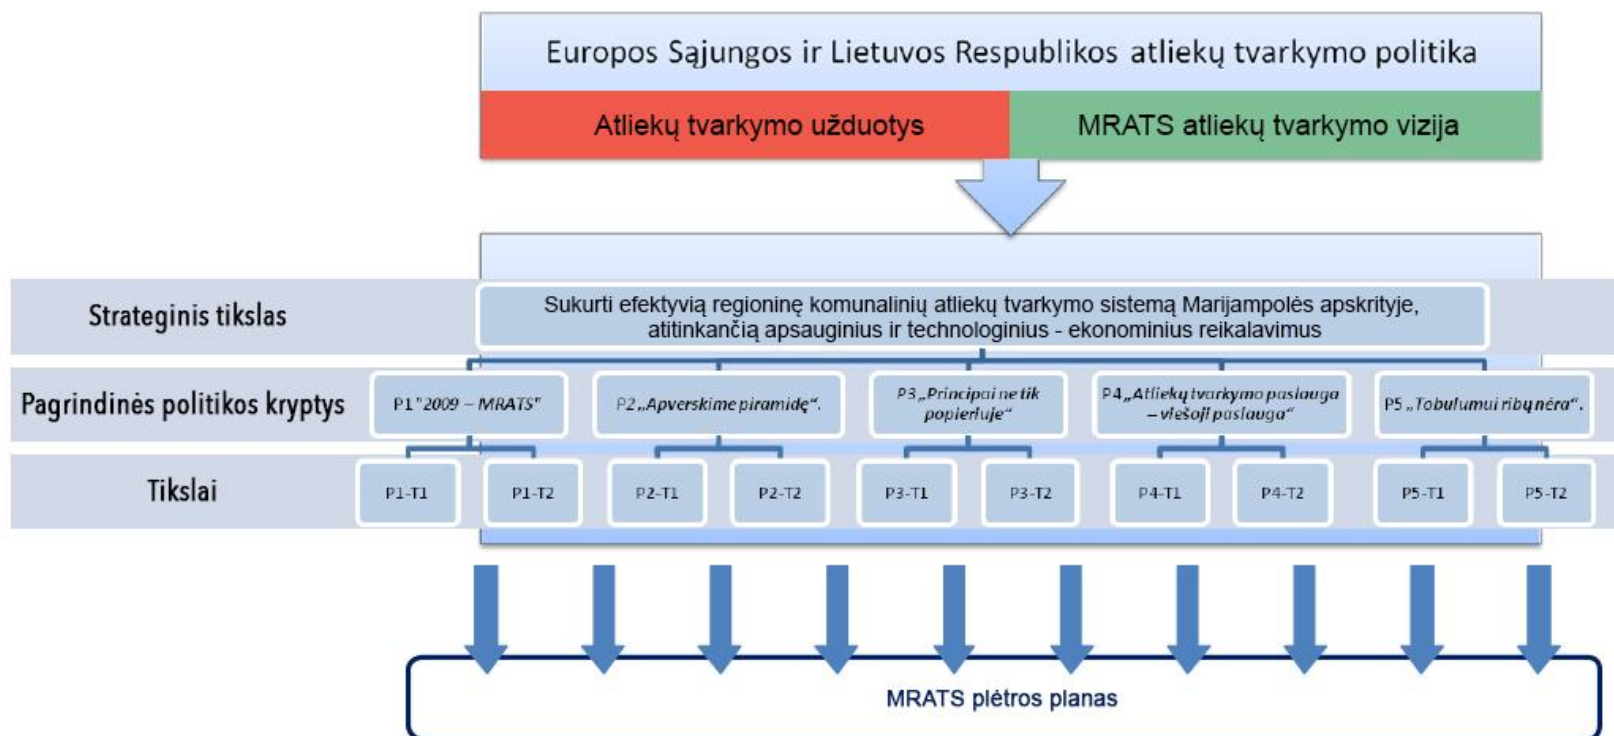 Europos Sąjungos ir Lietuvos Respublikos atliekų tvarkymo politika
Atliekų tvarkymo užduotys
MRATS atliekų tvarkymo vizija
Strateginis tikslas
Sukurti efektyvią regioninę komunalinių atliekų tvarkymo sistemą Marijampolės apskrityje,
atitinkančią apsauginius ir technologinius - ekonominius reikalavimus
Pagrindinės politikos kryptys
P1 "2009 – MRATS"
P2 „Apverskime piramidę“.
P3 „Principai ne tik
popieriuje“
P4 „Atliekų tvarkymo paslauga
– viešoji paslauga“
P5 „Tobulumui ribų nėra“.
Tikslai
P1-T1
P1-T2
P2-T1
P2-T2
P3-T1
P3-T2
P4-T1
P4-T2
P5-T1
P5-T2
MRATS plėtros planas